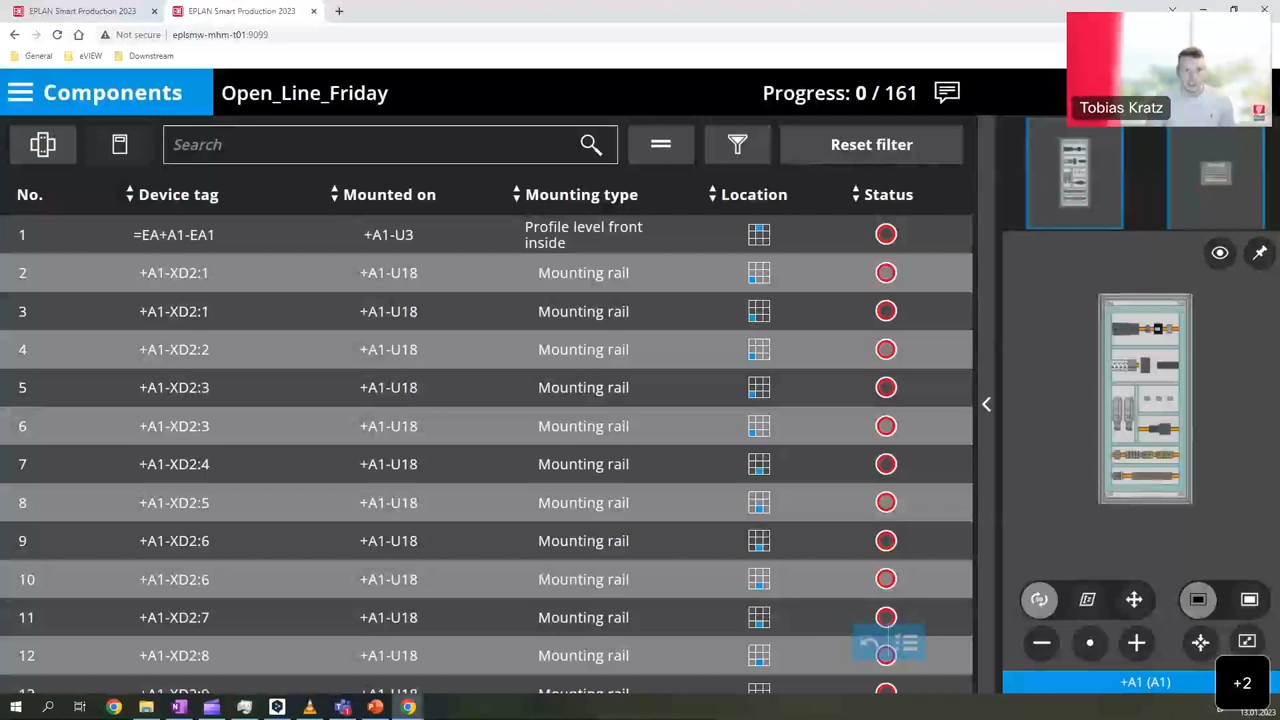 EPLAN Smart Production 2023
EPLAN Smart Production 2023
Not secure eplsmw-mhm-t01:9099
General eVIEW Downstream
Tobias Kratz
Components Open_Line_Friday Progress: 0 / 161
Search Reset filter
No. Device tag Mounted on Mounting type Location Status
1 =EA+A1-EA1 +A1-U3 Profile level front
inside
2 +A1-XD2:1 +A1-U18 Mounting rail
3 +A1-XD2:1 +A1-U18 Mounting rail
4 +A1-XD2:2 +A1-U18 Mounting rail
5 +A1-XD2:3 +A1-U18 Mounting rail
6 +A1-XD2:3 +A1-U18 Mounting rail
7 +A1-XD2:4 +A1-U18 Mounting rail
8 +A1-XD2:5 +A1-U18 Mounting rail
9 +A1-XD2:6 +A1-U18 Mounting rail
10 +A1-XD2:6 +A1-U18 Mounting rail
11 +A1-XD2:7 +A1-U18 Mounting rail
12 +A1-XD2:8 +A1-U18 Mounting rail
+A1 (A1)
+2
13.01.2023